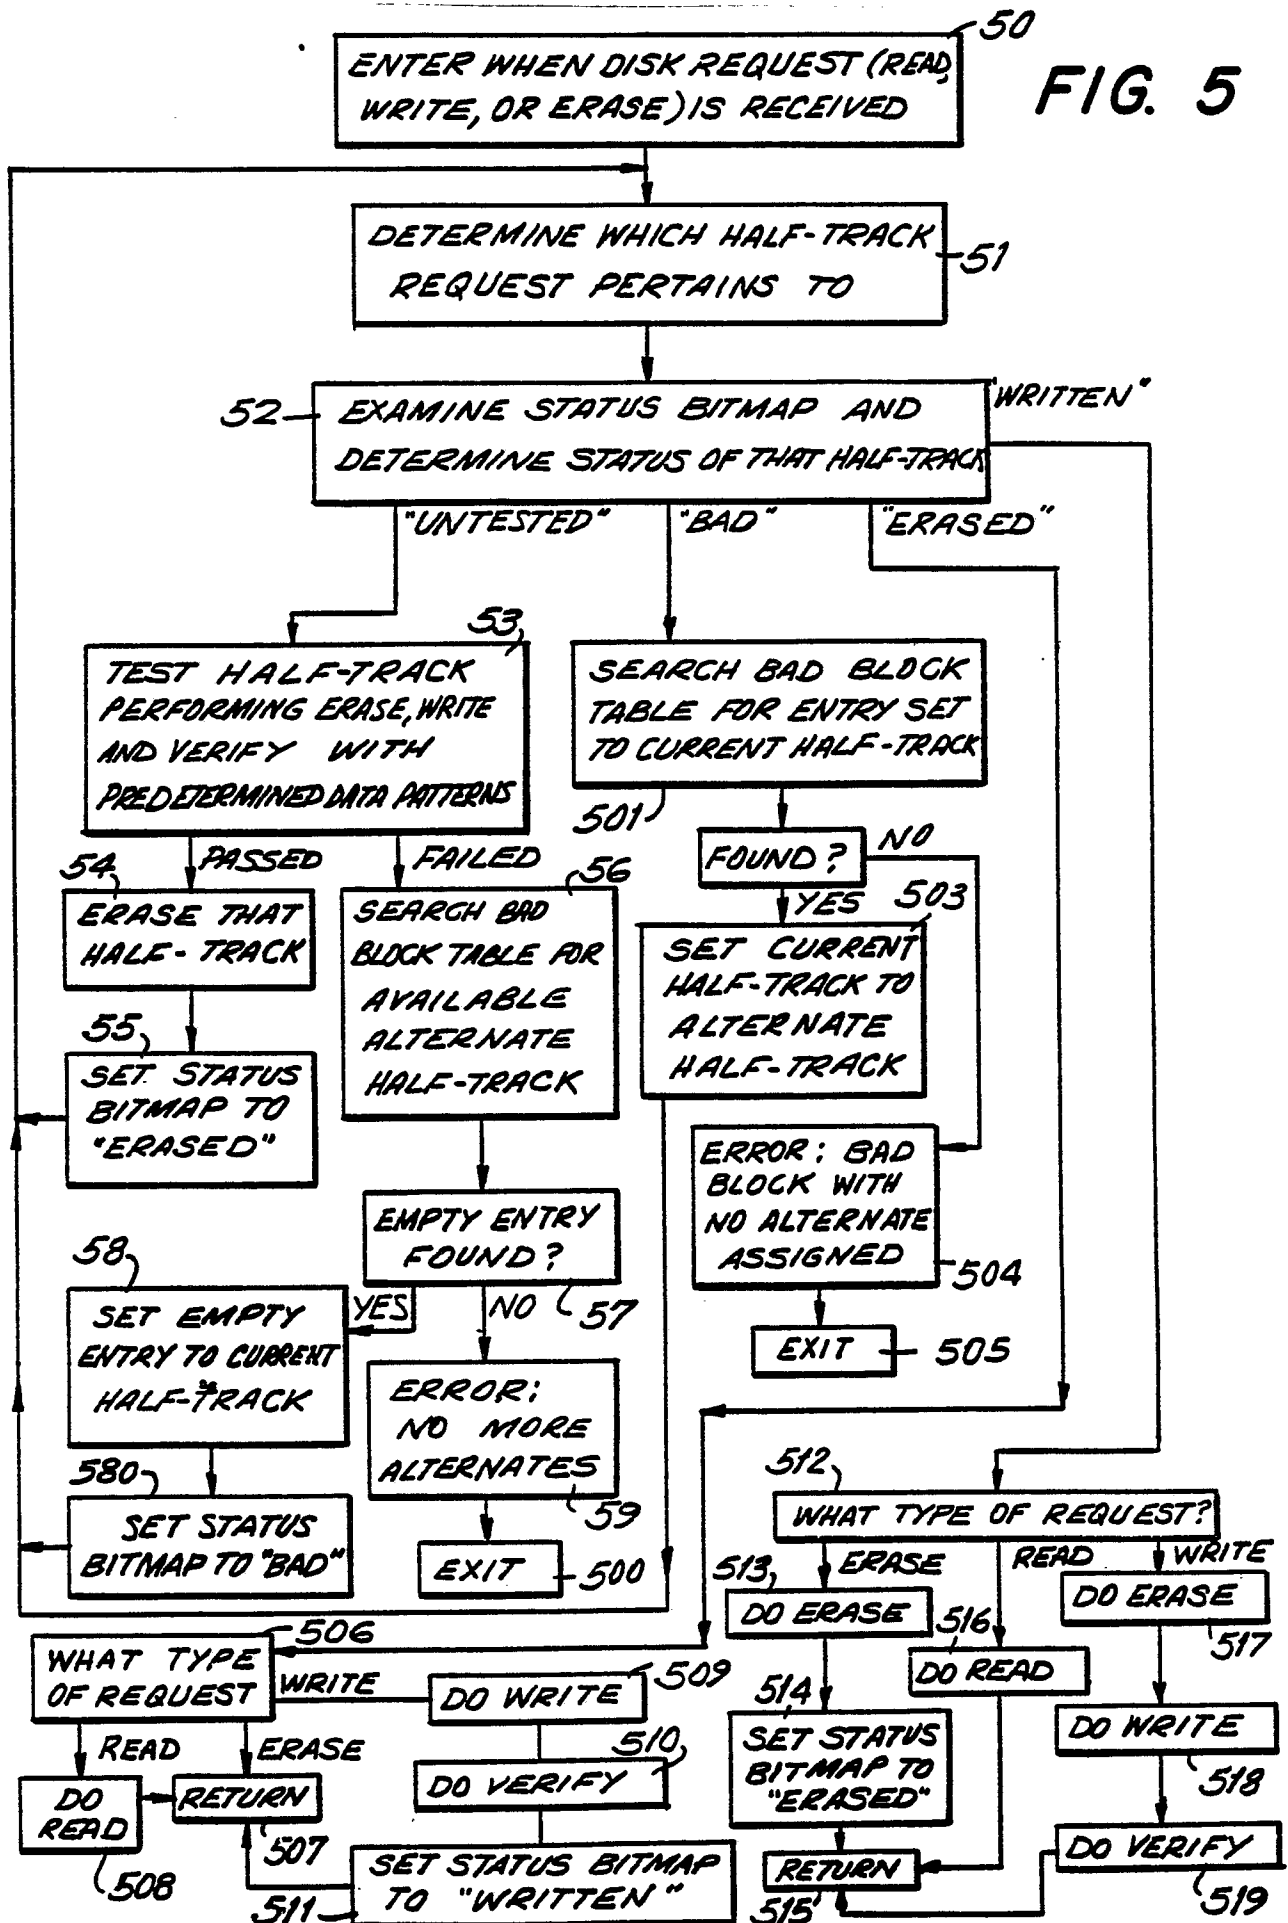 50
FIG. 5
ENTER WHEN DISK REQUEST (READ,
WRITE, OR ERASE) IS RECEIVED
DETERMINE WHICH HALF-TRACK
REQUEST PERTAINS TO
51
52
EXAMINE STATUS BITMAP AND
DETERMINE STATUS OF THAT HALF-TRACK
"WRITTEN"
"UNTESTED"
"BAD"
"ERASED"
53
TEST HALF-TRACK
PERFORMING ERASE, WRITE
AND VERIFY WITH
PREDETERMINED DATA PATTERNS
SEARCH BAD BLOCK
TABLE FOR ENTRY SET
TO CURRENT HALF-TRACK
501
PASSED
FAILED
FOUND?
NO
YES
54
ERASE THAT
HALF-TRACK
56
SEARCH BAD
BLOCK TABLE FOR
AVAILABLE
ALTERNATE
HALF-TRACK
503
SET CURRENT
HALF-TRACK TO
ALTERNATE
HALF-TRACK
55
SET STATUS
BITMAP TO
"ERASED"
ERROR: BAD
BLOCK WITH
NO ALTERNATE
ASSIGNED
504
EMPTY ENTRY
FOUND?
57
YES
NO
EXIT
505
58
SET EMPTY
ENTRY TO CURRENT
HALF-TRACK
ERROR:
NO MORE
ALTERNATES
59
580
SET STATUS
BITMAP TO "BAD"
EXIT
500
512
WHAT TYPE OF REQUEST?
ERASE
READ
WRITE
513
DO ERASE
DO ERASE
517
506
WHAT TYPE
OF REQUEST
WRITE
509
DO WRITE
516
DO READ
514
SET STATUS
BITMAP TO
"ERASED"
DO WRITE
518
READ
ERASE
510
DO VERIFY
DO
READ
508
RETURN
507
SET STATUS BITMAP
TO "WRITTEN"
511
RETURN
515
DO VERIFY
519